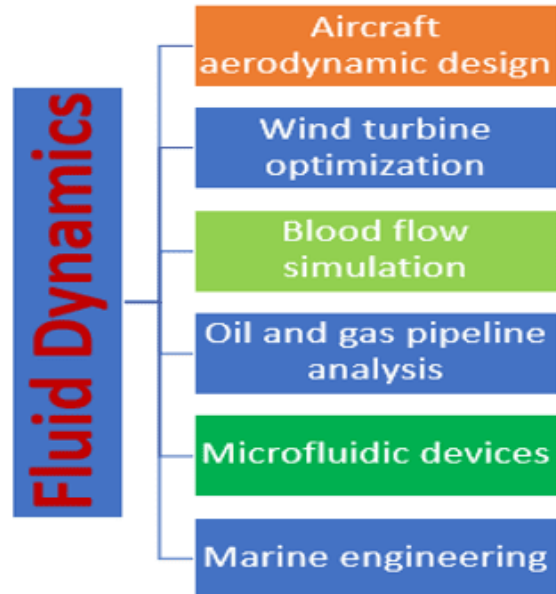 Fluid Dynamics
Aircraft
aerodynamic design
Wind turbine
optimization
Blood flow
simulation
Oil and gas pipeline
analysis
Microfluidic devices
Marine engineering